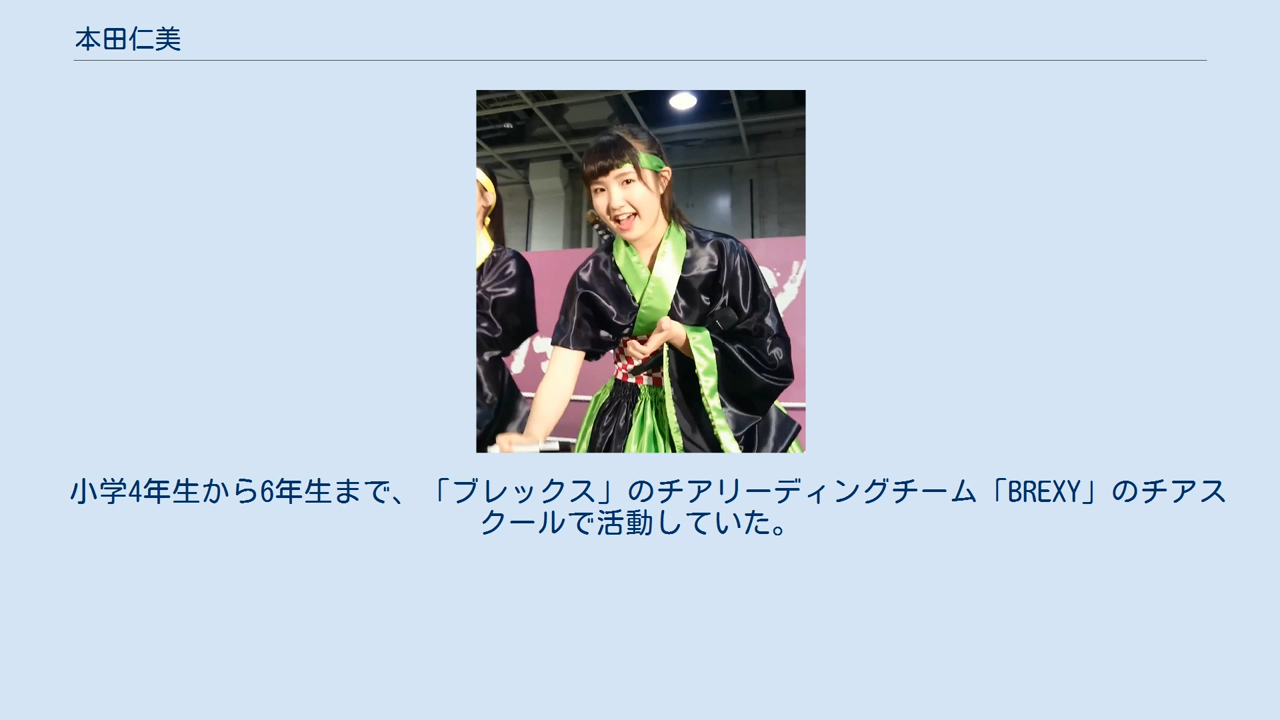 本田仁美
小学4年生から6年生まで、「ブレックス」のチアリーディングチーム「BREXY」のチアス
クールで活動していた。